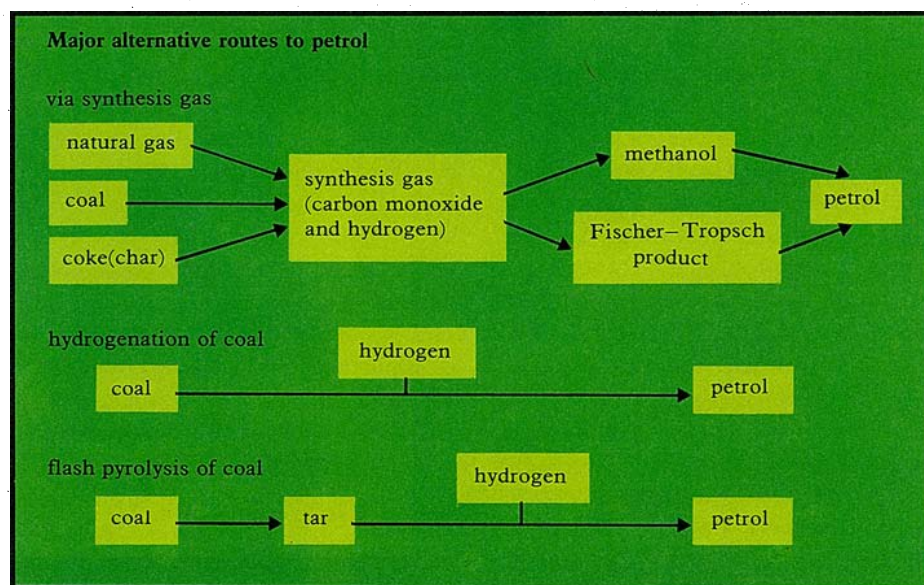 Major alternative routes to petrol
via synthesis gas
natural gas
coal
coke(char)
synthesis gas
(carbon monoxide
and hydrogen)
methanol
Fischer–Tropsch
product
petrol
hydrogenation of coal
hydrogen
coal
petrol
flash pyrolysis of coal
hydrogen
coal
tar
petrol